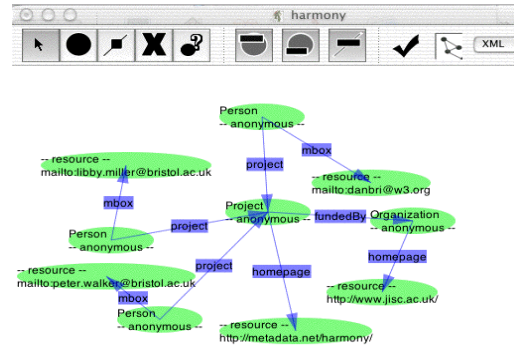 harmony
XML
Person
-- anonymous --
mbox
project
-- resource --
mailto:libby.miller@bristol.ac.uk
-- resource --
mailto:danbri@w3.org
mbox
Project
-- anonymous --
fundedBy
Organization
-- anonymous --
project
Person
-- anonymous --
homepage
project
homepage
-- resource --
mailto:peter.walker@bristol.ac.uk
-- resource --
http://www.jisc.ac.uk/
mbox
Person
-- anonymous --
-- resource --
http://metadata.net/harmony/